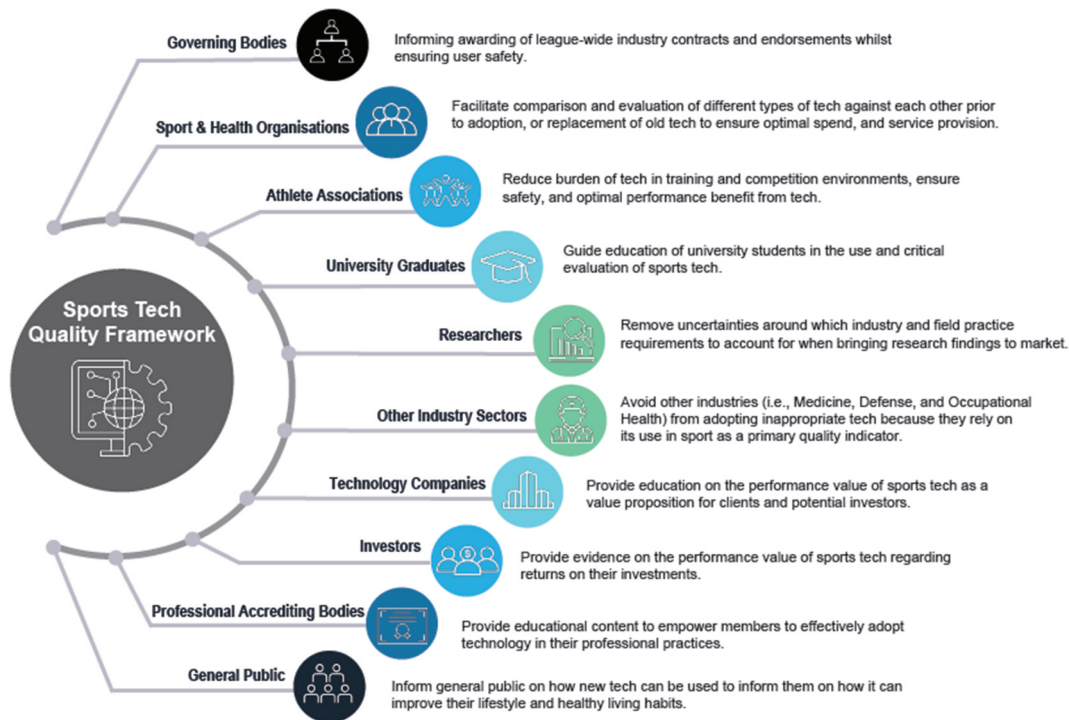 Governing Bodies
Informing awarding of league-wide industry contracts and endorsements whilst
ensuring user safety.
Sport & Health Organisations
Facilitate comparison and evaluation of different types of tech against each other prior
to adoption, or replacement of old tech to ensure optimal spend, and service provision.
Athlete Associations
Reduce burden of tech in training and competition environments, ensure
safety, and optimal performance benefit from tech.
University Graduates
Guide education of university students in the use and critical
evaluation of sports tech.
Sports Tech
Quality Framework
Researchers
Remove uncertainties around which industry and field practice
requirements to account for when bringing research findings to market.
Other Industry Sectors
Avoid other industries (i.e., Medicine, Defense, and Occupational
Health) from adopting inappropriate tech because they rely on
its use in sport as a primary quality indicator.
Technology Companies
Provide education on the performance value of sports tech as a
value proposition for clients and potential investors.
Investors
$
Provide evidence on the performance value of sports tech regarding
returns on their investments.
Professional Accrediting Bodies
Provide educational content to empower members to effectively adopt
technology in their professional practices.
General Public
Inform general public on how new tech can be used to inform them on how it can
improve their lifestyle and healthy living habits.